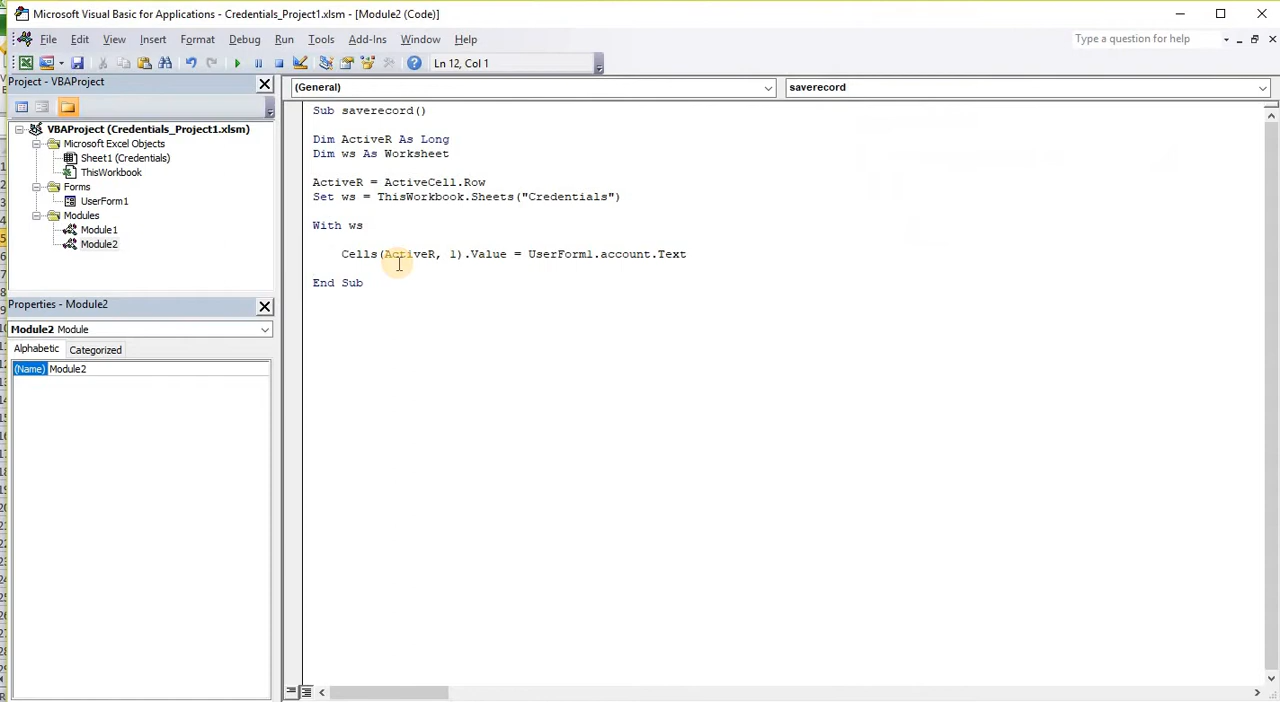 Microsoft Visual Basic for Applications - Credentials_Project1.xlsm - [Module2 (Code)]
File Edit View Insert Format Debug Run Tools Add-Ins Window Help
Type a question for help
Ln 12, Col 1
Project - VBAProject
(General)
saverecord
VBAProject (Credentials_Project1.xlsm)
Microsoft Excel Objects
Sheet1 (Credentials)
ThisWorkbook
Forms
UserForm1
Modules
Module1
Module2
Properties - Module2
Module2 Module
Alphabetic Categorized
(Name) Module2
Sub saverecord()
Dim ActiveR As Long
Dim ws As Worksheet
ActiveR = ActiveCell.Row
Set ws = ThisWorkbook.Sheets("Credentials")
With ws
Cells(ActiveR, 1).Value = UserForm1.account.Text
End Sub